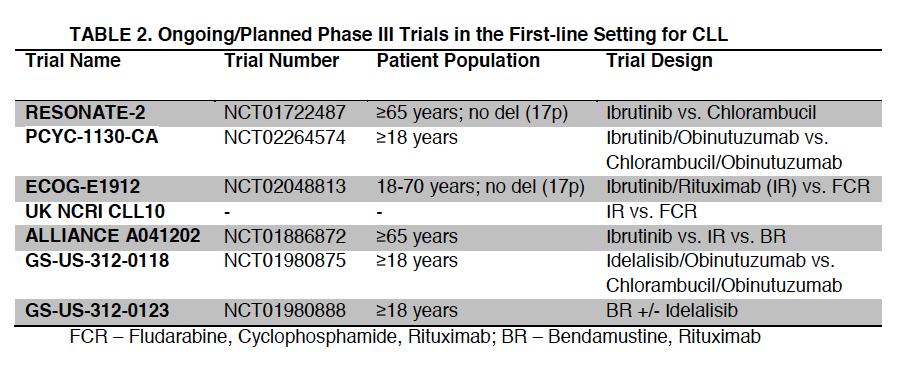 TABLE 2. Ongoing/Planned Phase III Trials in the First-line Setting for CLL
Trial Name Trial Number Patient Population Trial Design
RESONATE-2 NCT01722487 ≥65 years; no del (17p) Ibrutinib vs. Chlorambucil
PCYC-1130-CA NCT02264574 ≥18 years Ibrutinib/Obinutuzumab vs.
Chlorambucil/Obinutuzumab
ECOG-E1912 NCT02048813 18-70 years; no del (17p) Ibrutinib/Rituximab (IR) vs. FCR
UK NCRI CLL10 - - IR vs. FCR
ALLIANCE A041202 NCT01886872 ≥65 years Ibrutinib vs. IR vs. BR
GS-US-312-0118 NCT01980875 ≥18 years Idelalisib/Obinutuzumab vs.
Chlorambucil/Obinutuzumab
GS-US-312-0123 NCT01980888 ≥18 years BR +/- Idelalisib
FCR – Fludarabine, Cyclophosphamide, Rituximab; BR – Bendamustine, Rituximab